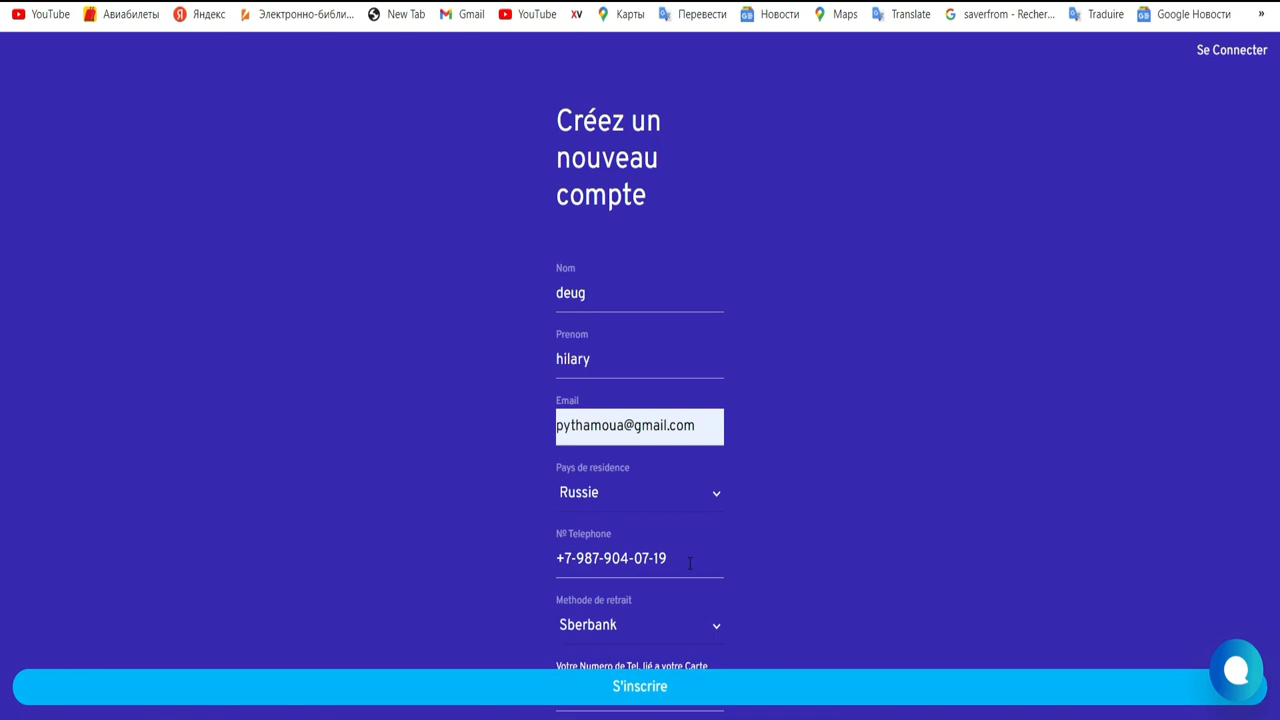 YouTube Авиабилеты Яндекс Электронно-библи... New Tab Gmail YouTube XV Карты Перевести Новости Maps Translate saverfrom - Recher... Traduire Google Новости »
Se Connecter
Créez un
nouveau
compte
Nom
deug
Prenom
hilary
Email
pythamoua@gmail.com
Pays de residence
Russie
Nº Telephone
+7-987-904-07-19
Methode de retrait
Sberbank
Votre Numero de Tel. lié a votre Carte
S'inscrire